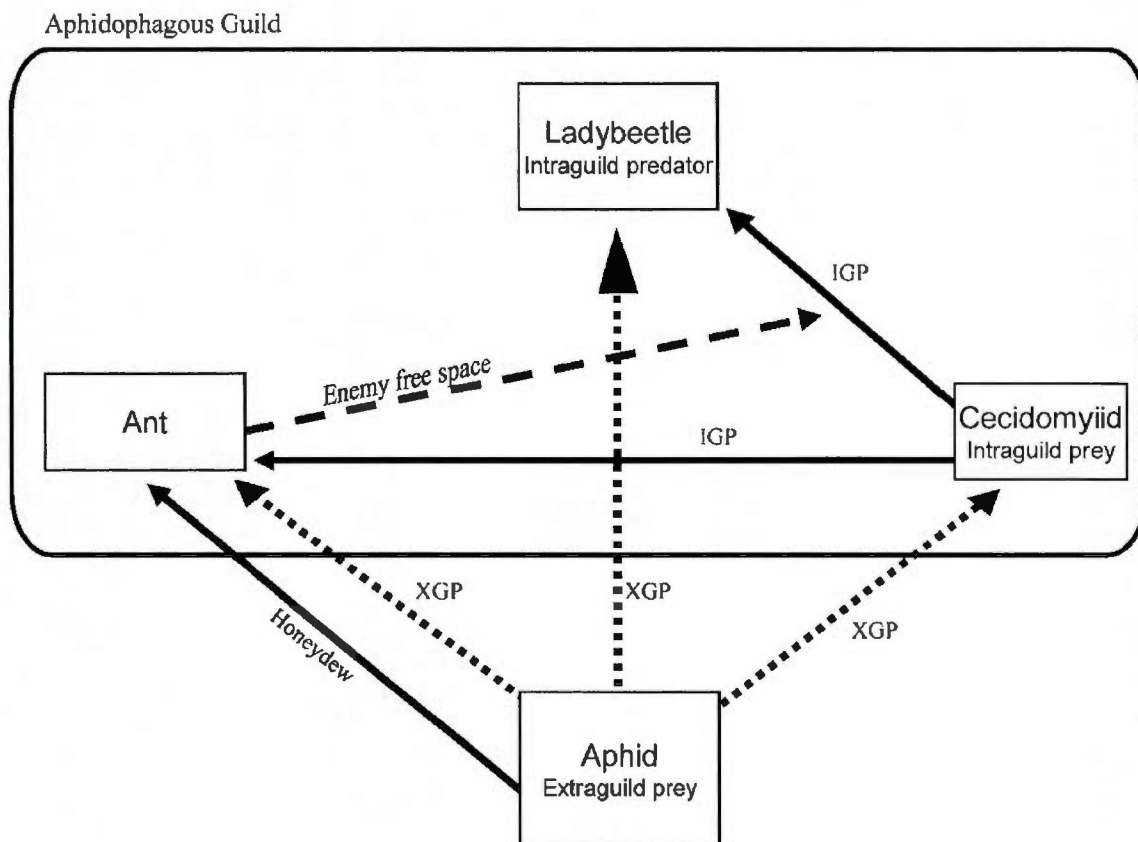 Aphidophagous Guild
Ladybeetle
Intraguild predator
IGP
Enemy free space
Ant
Cecidomyiid
Intraguild prey
IGP
XGP
XGP
XGP
Honeydew
Aphid
Extraguild prey